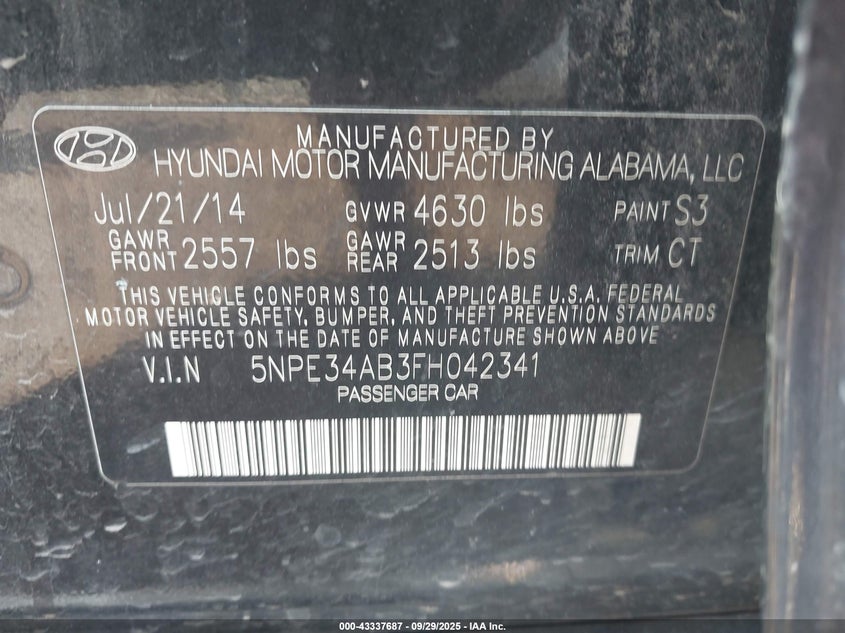 MANUFACTURED BY
HYUNDAI MOTOR MANUFACTURING ALABAMA, LLC
Jul/21/14 GVWR 4630 lbs PAINT S3
GAWR FRONT 2557 lbs GAWR REAR 2513 lbs TRIM CT
THIS VEHICLE CONFORMS TO ALL APPLICABLE U.S.A. FEDERAL
MOTOR VEHICLE SAFETY, BUMPER, AND THEFT PREVENTION STANDARDS
IN EFFECT ON THE DATE OF MANUFACTURE SHOWN ABOVE
V.I.N 5NPE34AB3FH042341
PASSENGER CAR
000-43337687 - 09/29/2025 - IAA Inc.